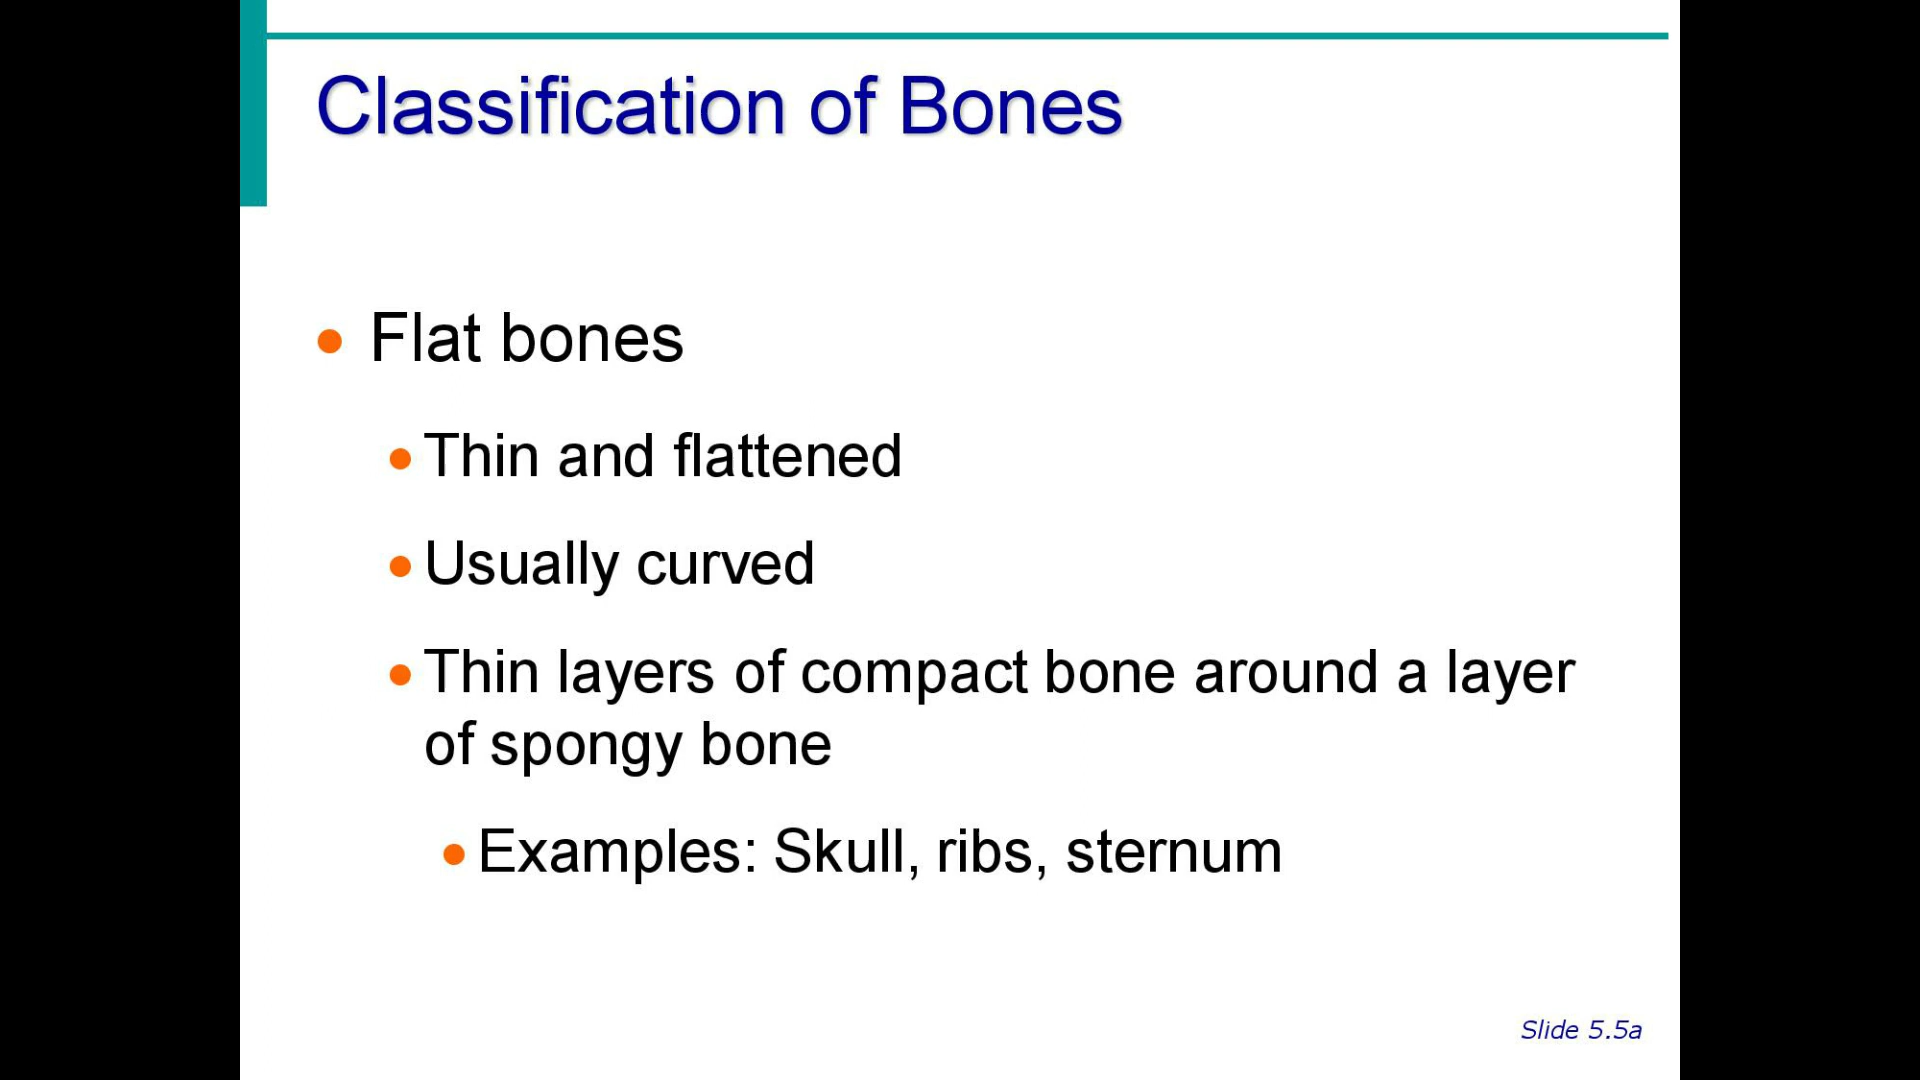 Classification of Bones
• Flat bones
• Thin and flattened
• Usually curved
• Thin layers of compact bone around a layer
of spongy bone
• Examples: Skull, ribs, sternum
Slide 5.5a